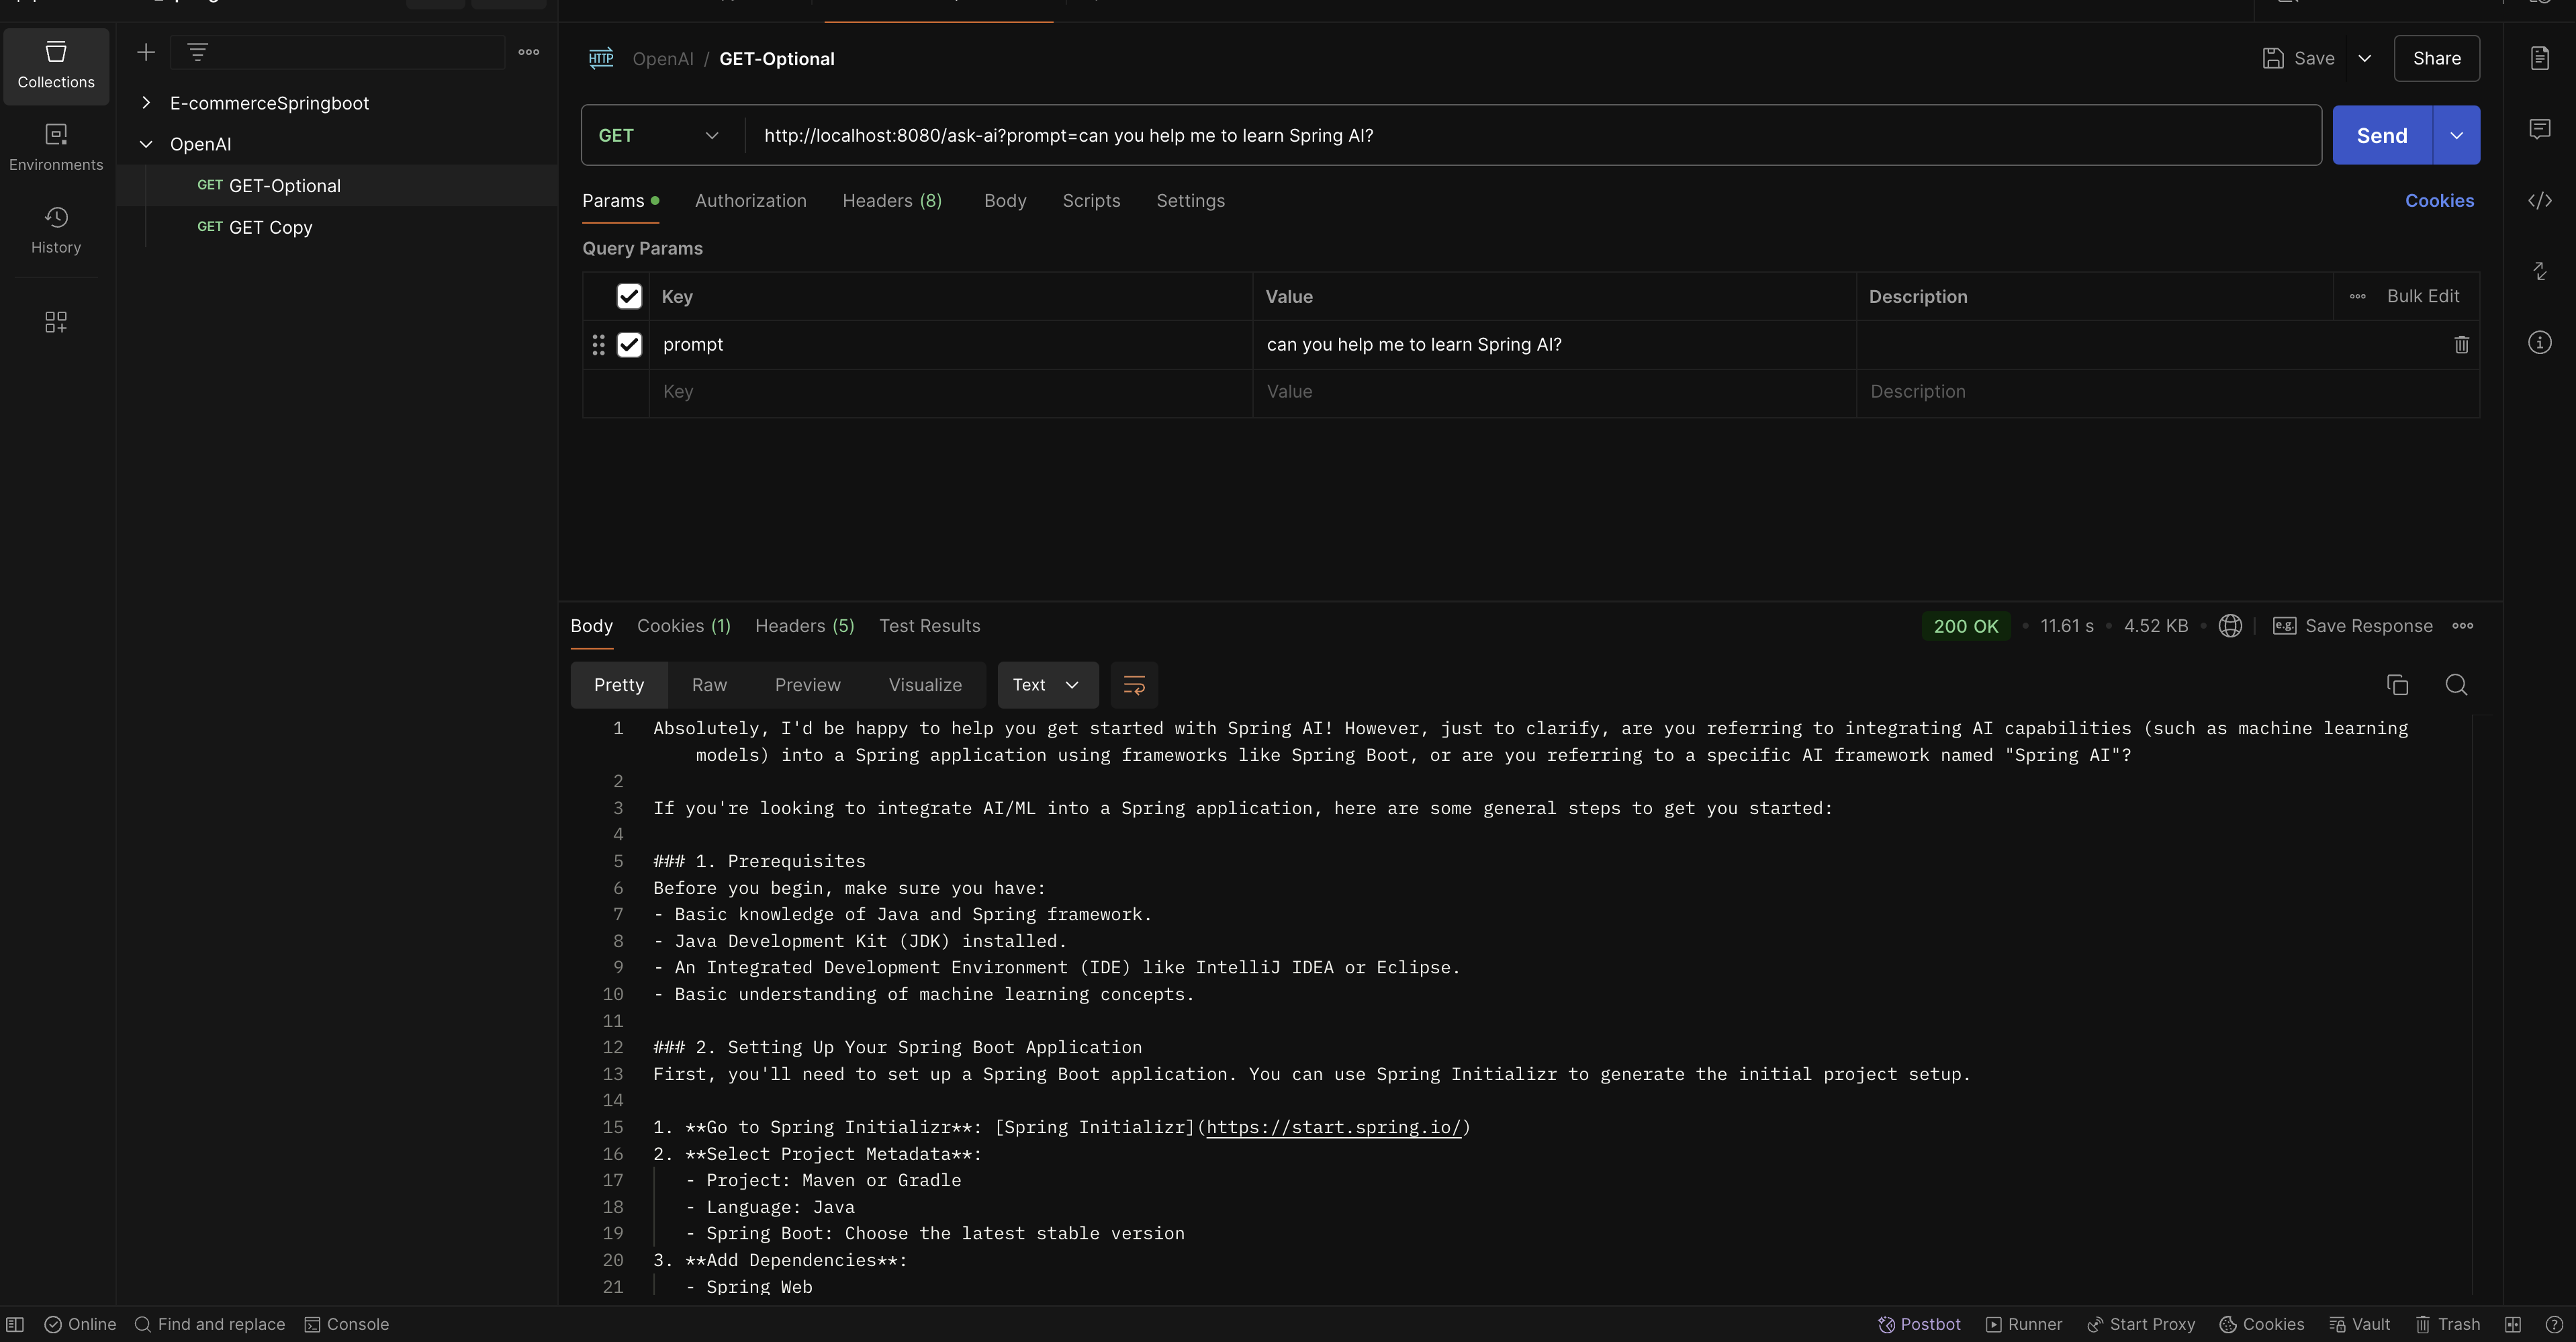 Collections
Environments
History
E-commerceSpringboot
OpenAI
GET GET-Optional
GET GET Copy
HTTP OpenAI / GET-Optional
Save
Share
GET http://localhost:8080/ask-ai?prompt=can you help me to learn Spring AI?
Send
Params Authorization Headers (8) Body Scripts Settings
Cookies
Query Params
Key Value Description Bulk Edit
prompt can you help me to learn Spring AI?
Key Value Description
Body Cookies (1) Headers (5) Test Results
200 OK • 11.61 s • 4.52 KB • e.g. Save Response
Pretty Raw Preview Visualize Text
1 Absolutely, I'd be happy to help you get started with Spring AI! However, just to clarify, are you referring to integrating AI capabilities (such as machine learning
models) into a Spring application using frameworks like Spring Boot, or are you referring to a specific AI framework named "Spring AI"?
2
3 If you're looking to integrate AI/ML into a Spring application, here are some general steps to get you started:
4
5 ### 1. Prerequisites
6 Before you begin, make sure you have:
7 - Basic knowledge of Java and Spring framework.
8 - Java Development Kit (JDK) installed.
9 - An Integrated Development Environment (IDE) like IntelliJ IDEA or Eclipse.
10 - Basic understanding of machine learning concepts.
11
12 ### 2. Setting Up Your Spring Boot Application
13 First, you'll need to set up a Spring Boot application. You can use Spring Initializr to generate the initial project setup.
14
15 1. **Go to Spring Initializr**: [Spring Initializr](https://start.spring.io/)
16 2. **Select Project Metadata**:
17 - Project: Maven or Gradle
18 - Language: Java
19 - Spring Boot: Choose the latest stable version
20 3. **Add Dependencies**:
21 - Spring Web
Online Find and replace Console
Postbot Runner Start Proxy Cookies Vault Trash